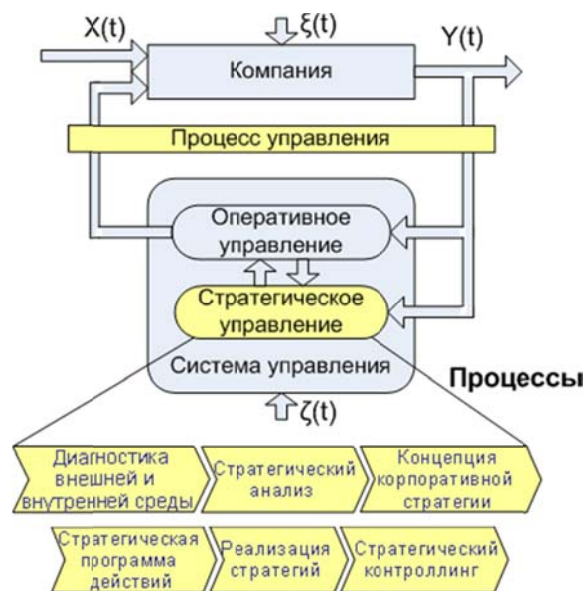 X(t)
ξ(t)
Y(t)
Компания
Процесс управления
Оперативное
управление
Стратегическое
управление
Система управления
Процессы
ζ(t)
Диагностика
внешней и
внутренней среды
Стратегический
анализ
Концепция
корпоративной
стратегии
Стратегическая
программа
действий
Реализация
стратегий
Стратегический
контроллинг